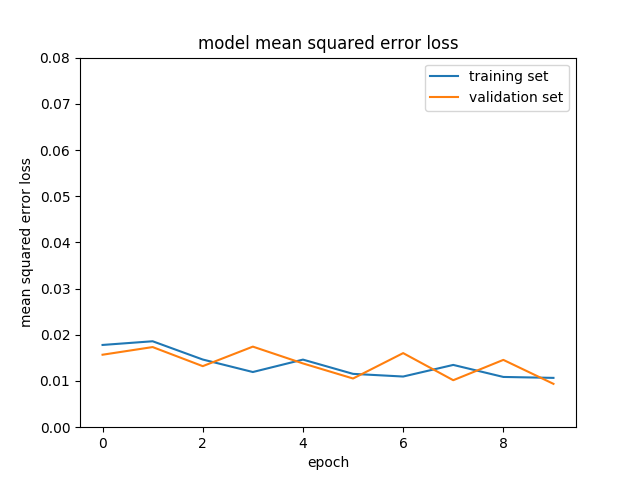 model mean squared error loss
0.08
0.07
0.06
0.05
0.04
0.03
0.02
0.01
0.00
mean squared error loss
training set
validation set
0 2 4 6 8
epoch